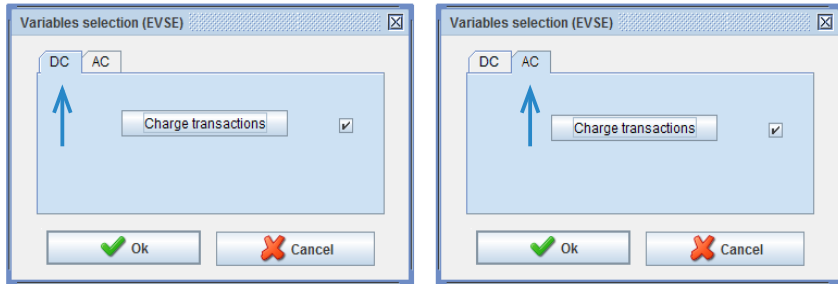 Variables selection (EVSE)
DC AC
Charge transactions
Ok Cancel
Variables selection (EVSE)
DC AC
Charge transactions
Ok Cancel